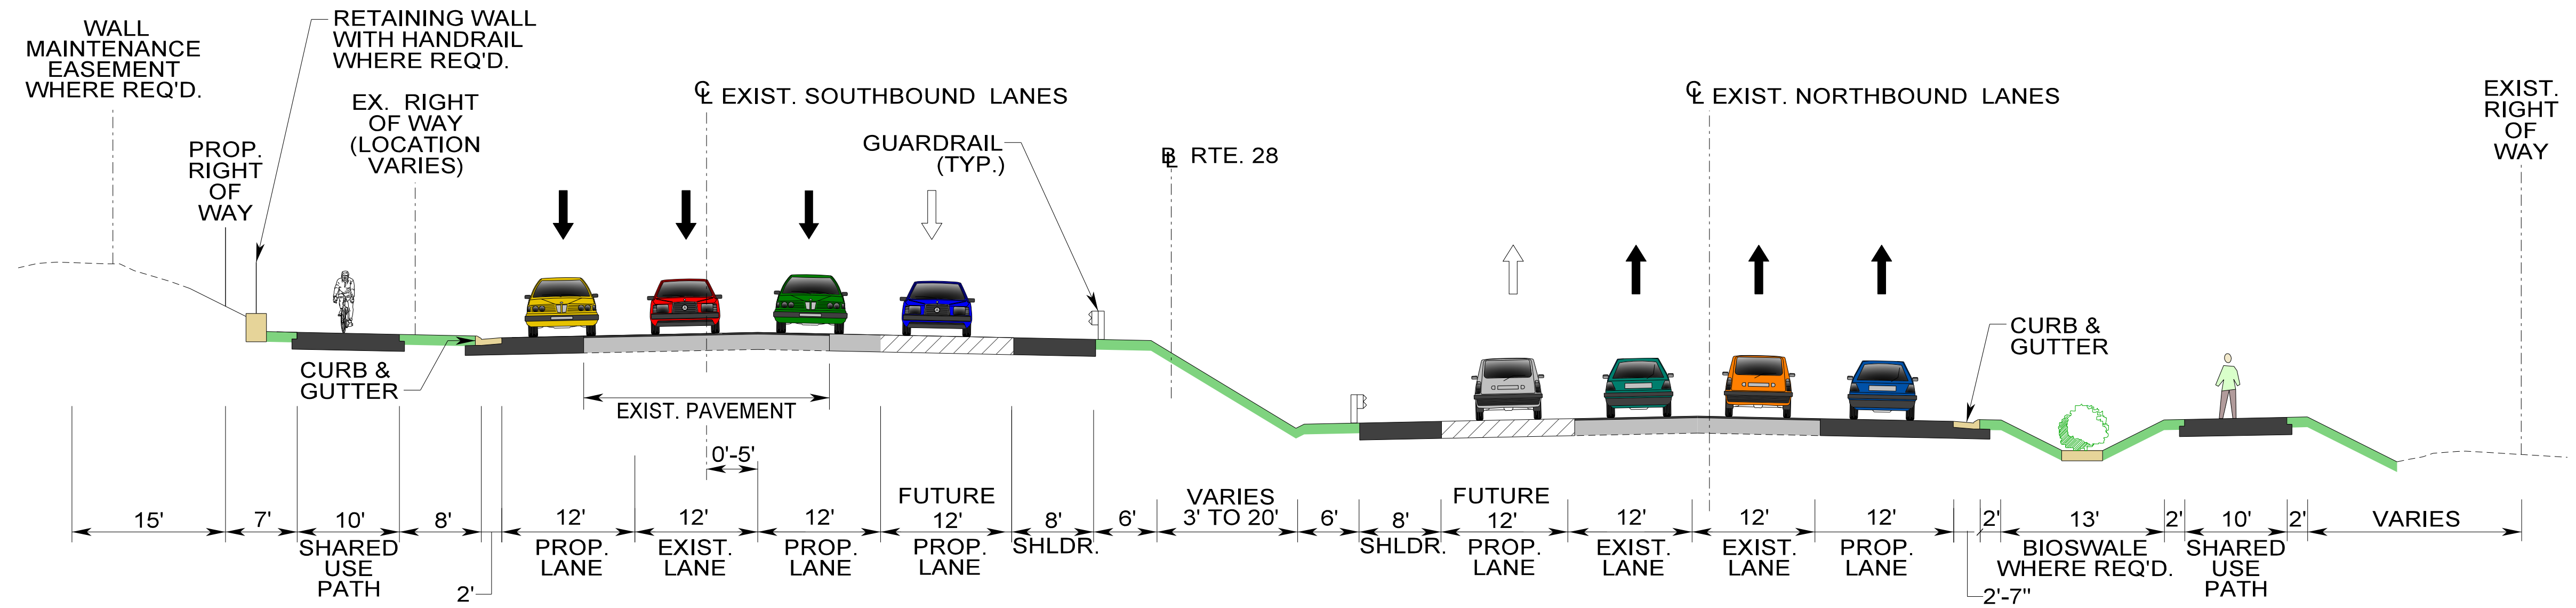 WALL
MAINTENANCE
EASEMENT
WHERE REQ'D.
RETAINING WALL
WITH HANDRAIL
WHERE REQ'D.
PROP.
RIGHT
OF
WAY
EX. RIGHT
OF WAY
(LOCATION
VARIES)
℄ EXIST. SOUTHBOUND LANES
GUARDRAIL
(TYP.)
BL RTE. 28
℄ EXIST. NORTHBOUND LANES
EXIST.
RIGHT
OF
WAY
CURB &
GUTTER
EXIST. PAVEMENT
0'-5'
CURB &
GUTTER
15'
7'
10'
SHARED
USE
PATH
8'
2'
12'
PROP.
LANE
12'
EXIST.
LANE
12'
PROP.
LANE
FUTURE
12'
PROP.
LANE
8'
SHLDR.
6'
VARIES
3' TO 20'
6'
8'
SHLDR.
FUTURE
12'
PROP.
LANE
12'
EXIST.
LANE
12'
EXIST.
LANE
12'
PROP.
LANE
2'-7"
2'
13'
BIOSWALE
WHERE REQ'D.
2'
10'
SHARED
USE
PATH
2'
VARIES